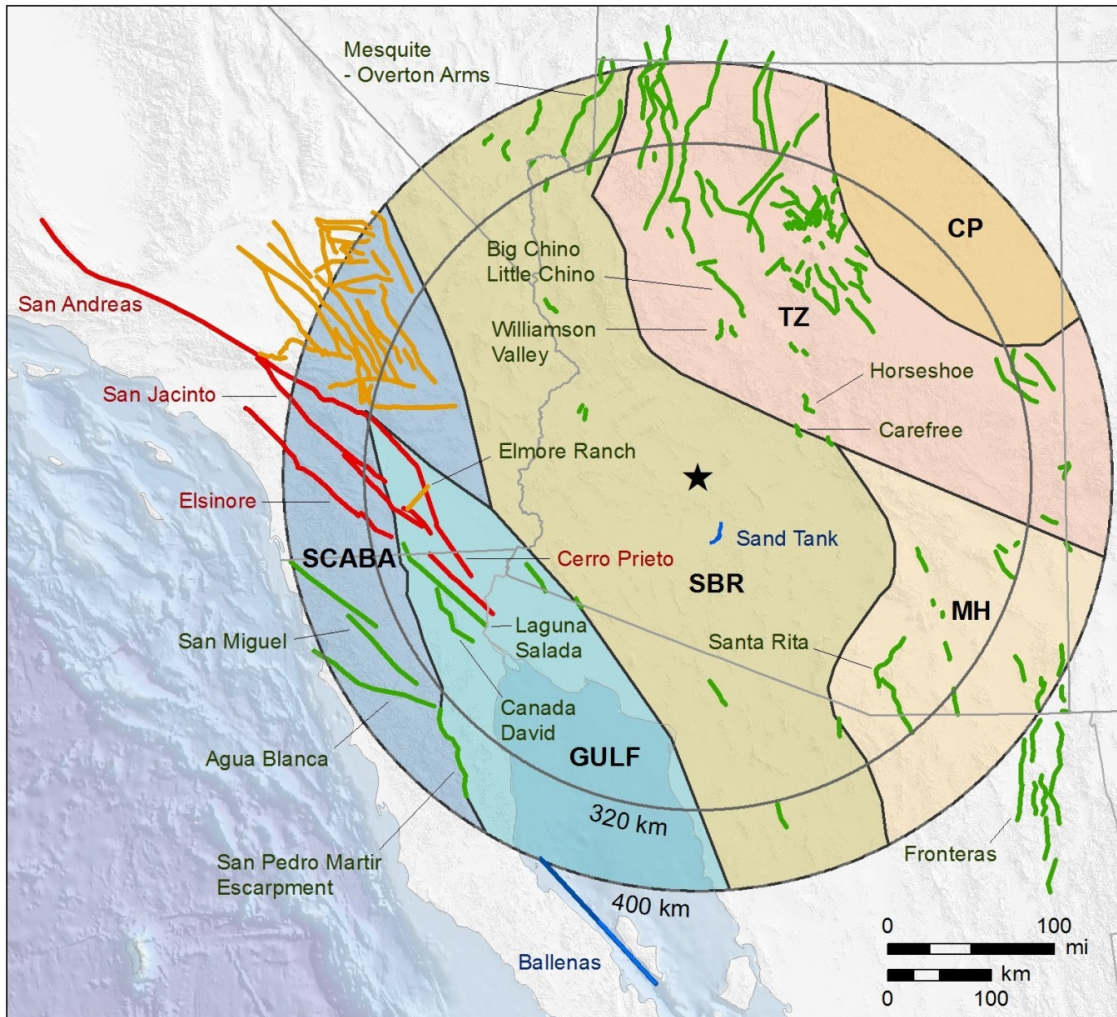 Mesquite
- Overton Arms
CP
Big Chino
Little Chino
San Andreas
TZ
Williamson
Valley
Horseshoe
San Jacinto
Carefree
Elmore Ranch
Elsinore
Sand Tank
SCABA
Cerro Prieto
SBR
MH
Laguna
Salada
San Miguel
Santa Rita
Canada
David
Agua Blanca
GULF
320 km
San Pedro Martir
Escarpment
Fronteras
400 km
0 100
mi
Ballenas
km
0 100